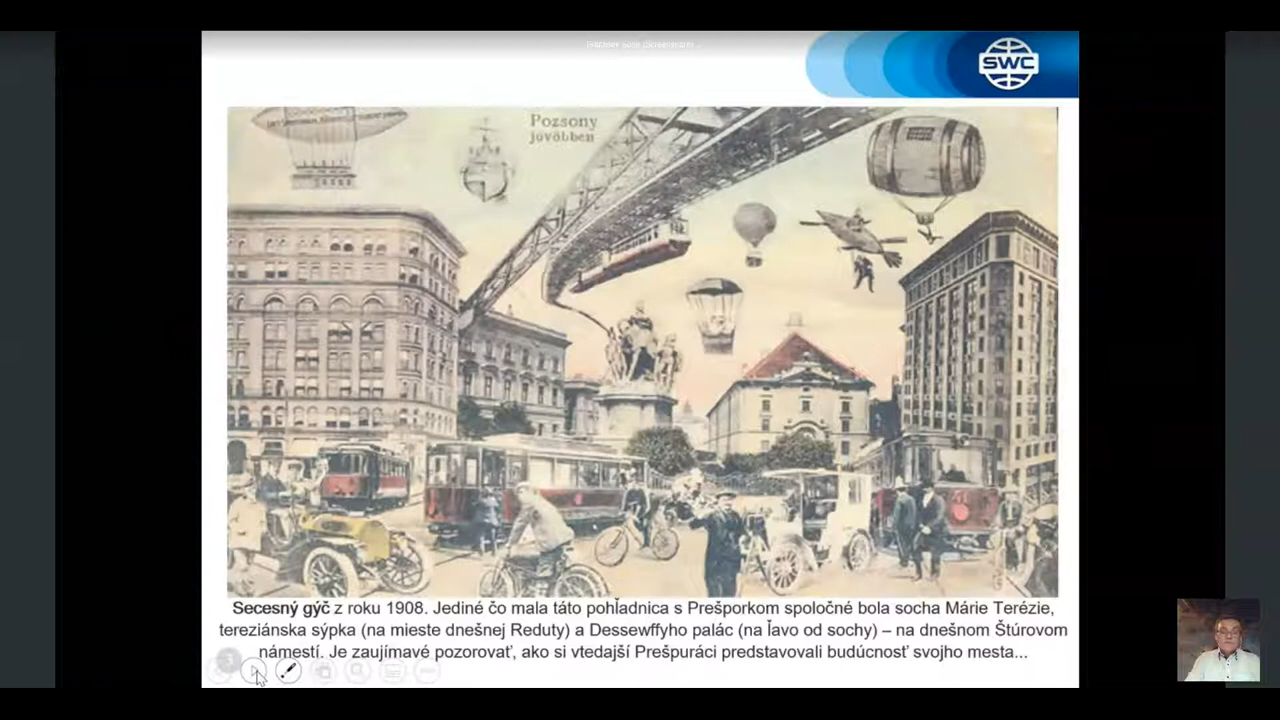 SWC
Pozsony
jövőben
Secesný gýč z roku 1908. Jediné čo mala táto pohľadnica s Prešporkom spoločné bola socha Márie Terézie,
tereziánska sýpka (na mieste dnešnej Reduty) a Dessewffyho palác (na ľavo od sochy) – na dnešnom Štúrovom
námestí. Je zaujímavé pozorovať, ako si vtedajší Prešpuráci predstavovali budúcnosť svojho mesta...